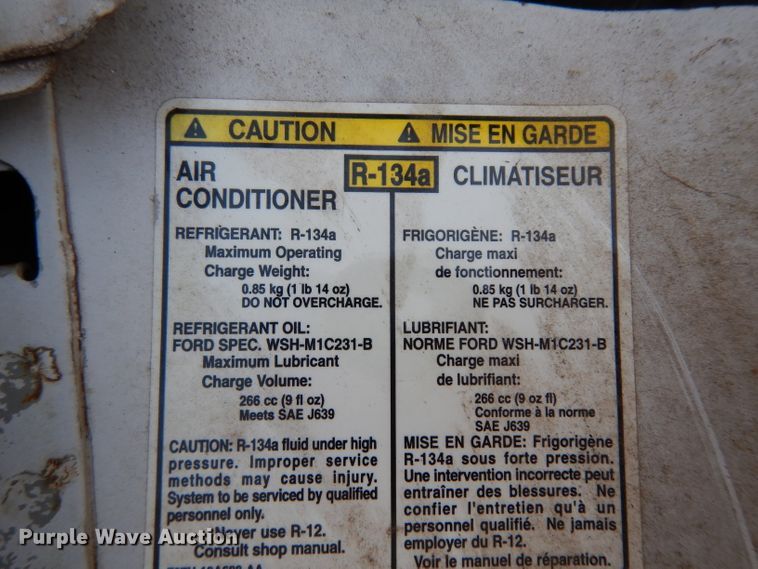 CAUTION
MISE EN GARDE
R-134a
AIR
CONDITIONER
REFRIGERANT: R-134a
Maximum Operating
Charge Weight:
0.85 kg (1 lb 14 oz)
DO NOT OVERCHARGE.
REFRIGERANT OIL:
FORD SPEC. WSH-M1C231-B
Maximum Lubricant
Charge Volume:
266 cc (9 fl oz)
Meets SAE J639
CAUTION: R-134a fluid under high
pressure. Improper service
methods may cause injury.
System to be serviced by qualified
personnel only.
Never use R-12.
Consult shop manual.
CLIMATISEUR
FRIGORIGÈNE: R-134a
Charge maxi
de fonctionnement:
0.85 kg (1 lb 14 oz)
NE PAS SURCHARGER.
LUBRIFIANT:
NORME FORD WSH-M1C231-B
Charge maxi
de lubrifiant:
266 cc (9 oz fl)
Conforme à la norme
SAE J639
MISE EN GARDE: Frigorigène
R-134a sous forte pression.
Une intervention incorrecte peut
entraîner des blessures. Ne
confier l'entretien qu'à un
personnel qualifié. Ne jamais
employer du R-12.
Voir le manuel de réparation.
Purple Wave Auction